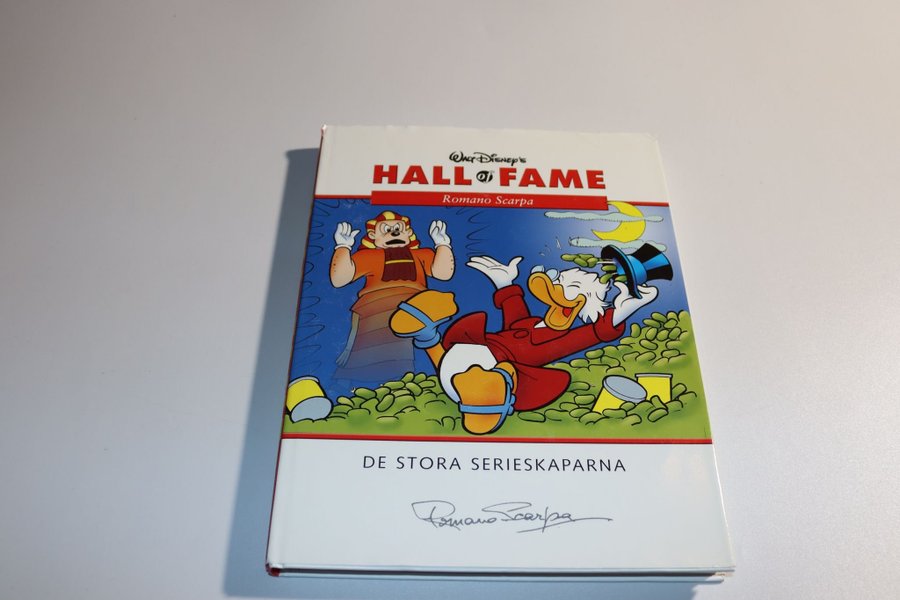 Walt Disney's
HALL of FAME
Romano Scarpa
DE STORA SERIESKAPARNA
Romano Scarpa